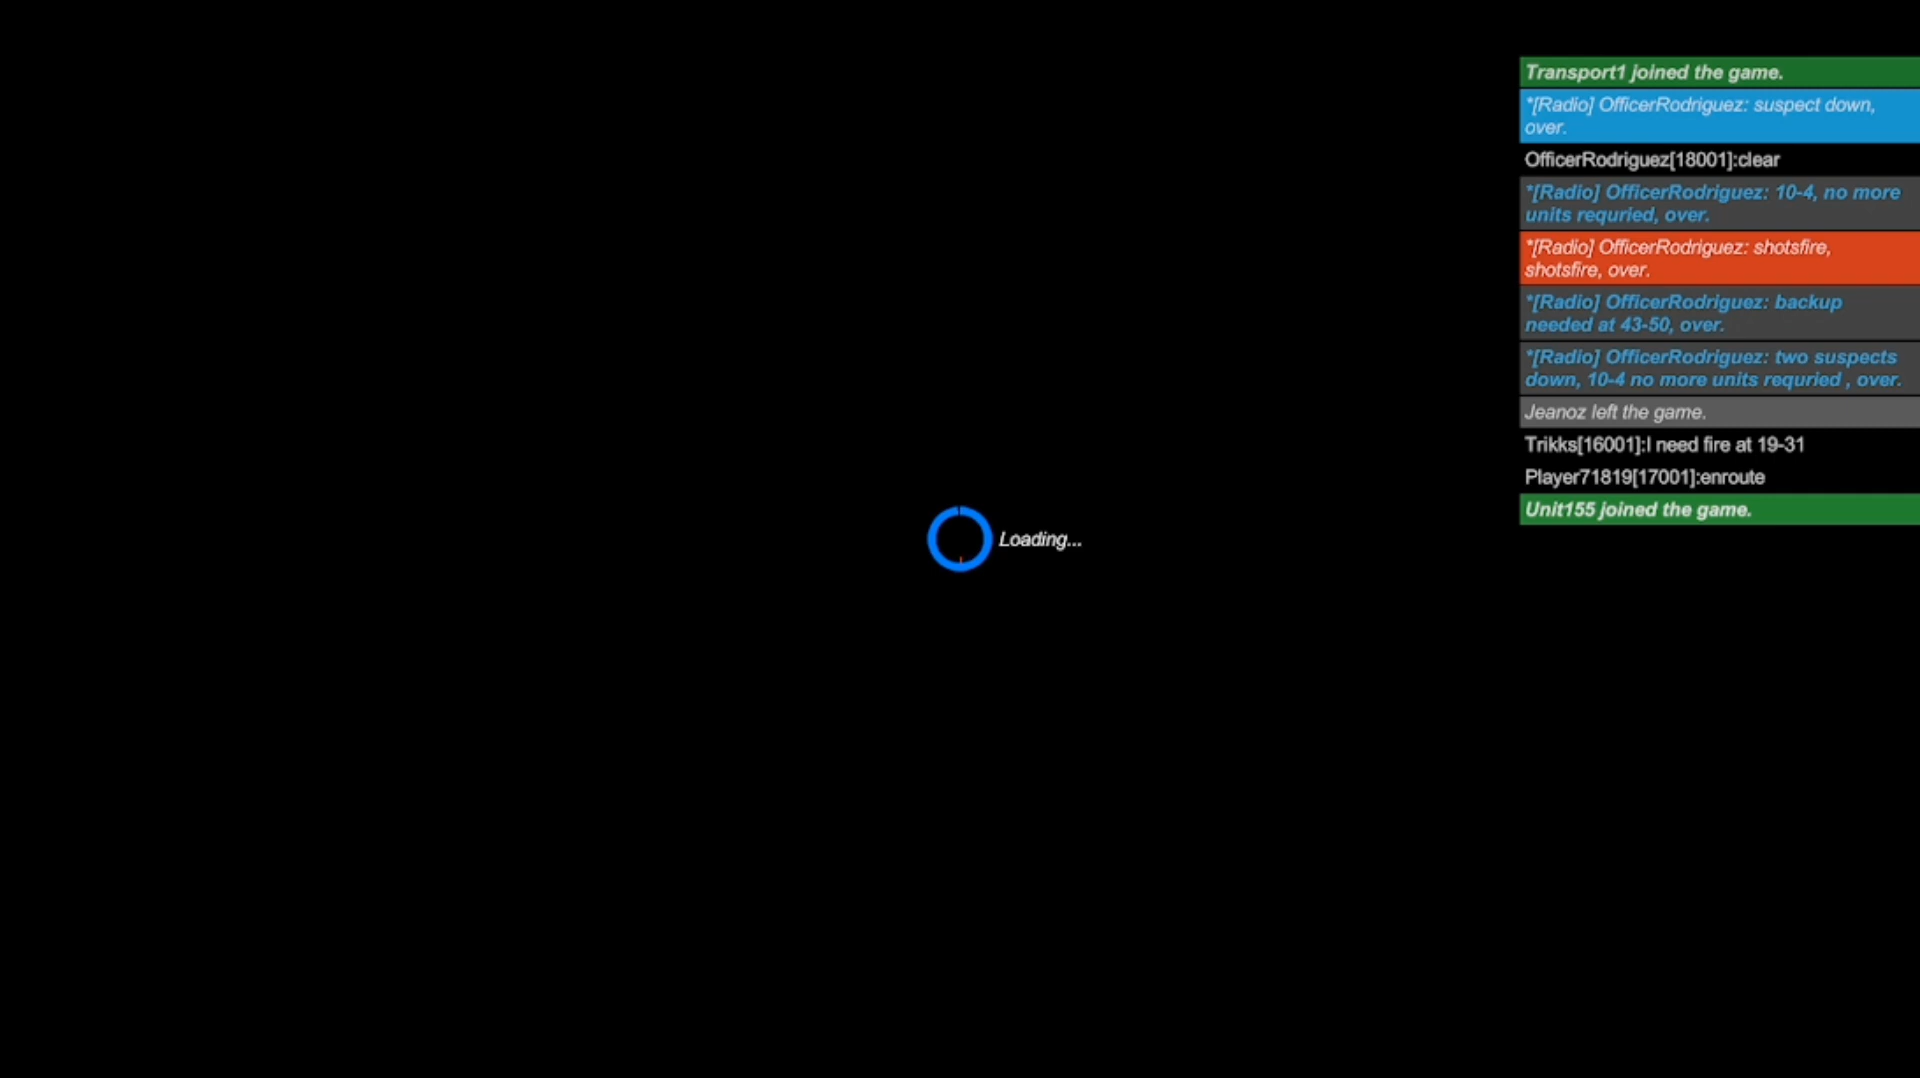 Transport1 joined the game.
*[Radio] OfficerRodriguez: suspect down,
over.
OfficerRodriguez[18001]:clear
*[Radio] OfficerRodriguez: 10-4, no more
units requried, over.
*[Radio] OfficerRodriguez: shotsfire,
shotsfire, over.
*[Radio] OfficerRodriguez: backup
needed at 43-50, over.
*[Radio] OfficerRodriguez: two suspects
down, 10-4 no more units requried , over.
Jeanoz left the game.
Trikks[16001]:I need fire at 19-31
Player71819[17001]:enroute
Unit155 joined the game.
Loading...